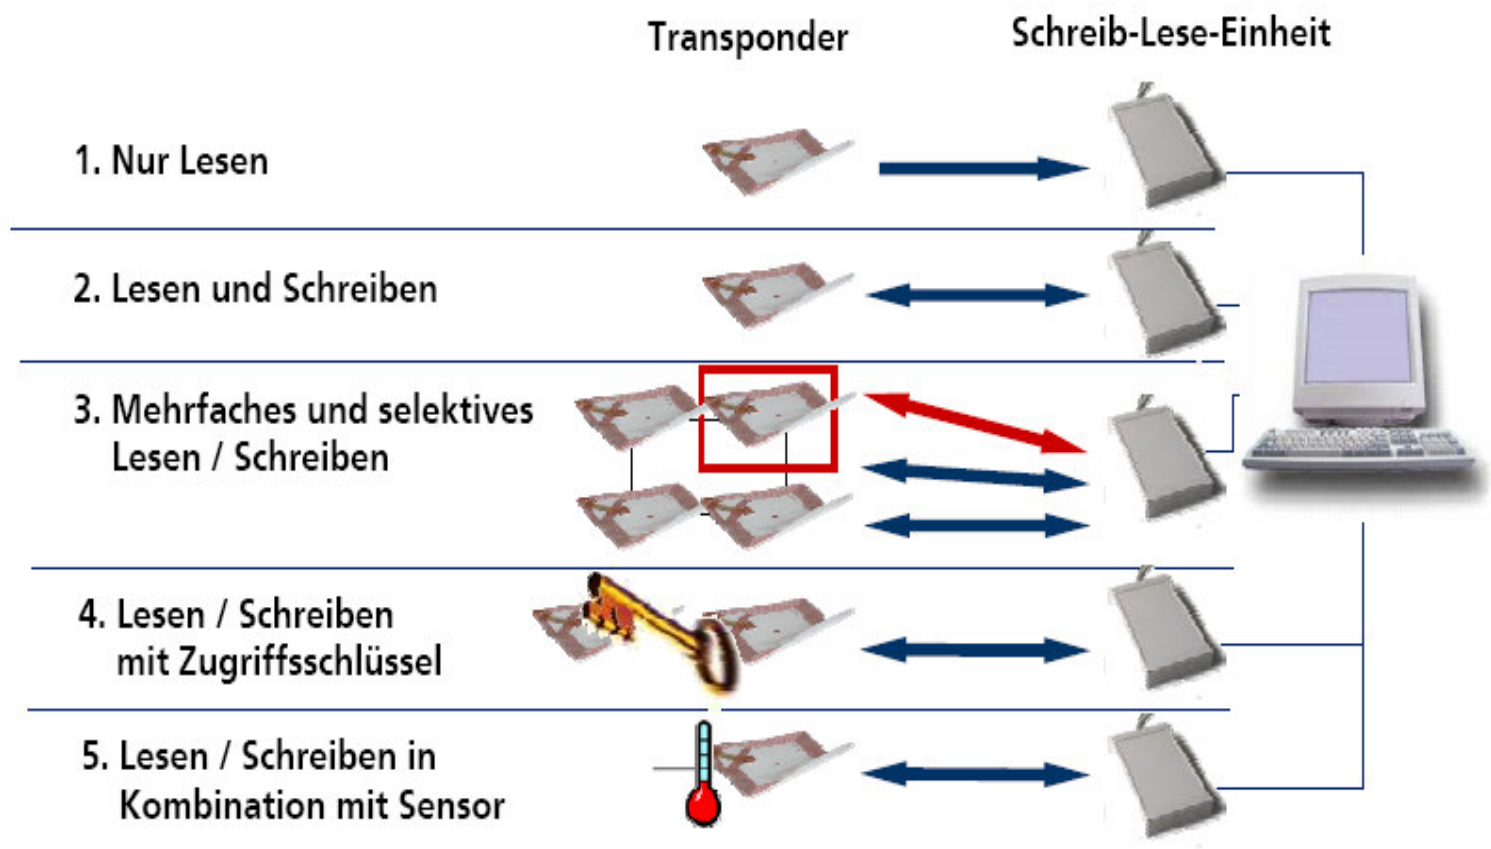 Transponder
Schreib-Lese-Einheit
1. Nur Lesen
2. Lesen und Schreiben
3. Mehrfaches und selektives
Lesen / Schreiben
4. Lesen / Schreiben
mit Zugriffsschlüssel
5. Lesen / Schreiben in
Kombination mit Sensor